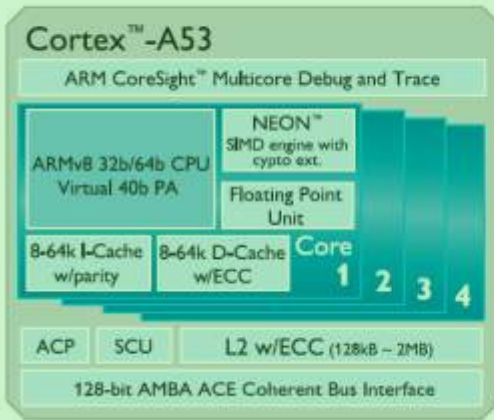 Cortex™-A53
ARM CoreSight™ Multicore Debug and Trace
NEON™
SIMD engine with
cypto ext.
ARMv8 32b/64b CPU
Virtual 40b PA
Floating Point
Unit
8-64k I-Cache
w/parity
8-64k D-Cache
w/ECC
Core
1
2
3
4
ACP
SCU
L2 w/ECC (128kB ~ 2MB)
128-bit AMBA ACE Coherent Bus Interface